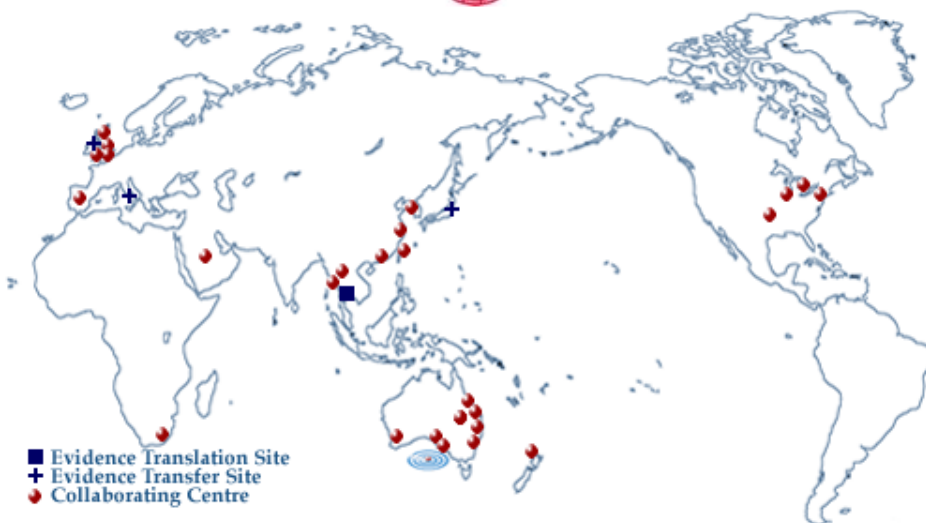 Evidence Translation Site
Evidence Transfer Site
Collaborating Centre